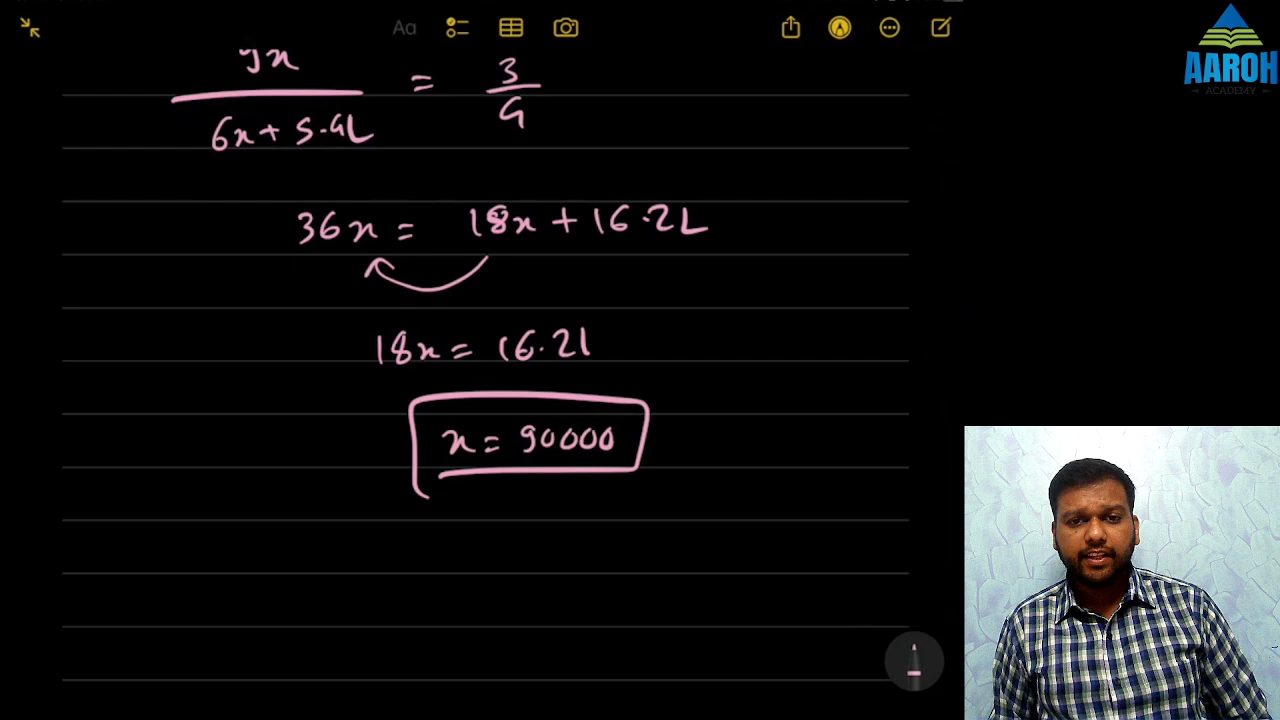 Aa
AAROH
ACADEMY
9x
= 3
6x + 5.4L
4
36x = 18x + 16.2L
18x = 16.2L
x = 90000